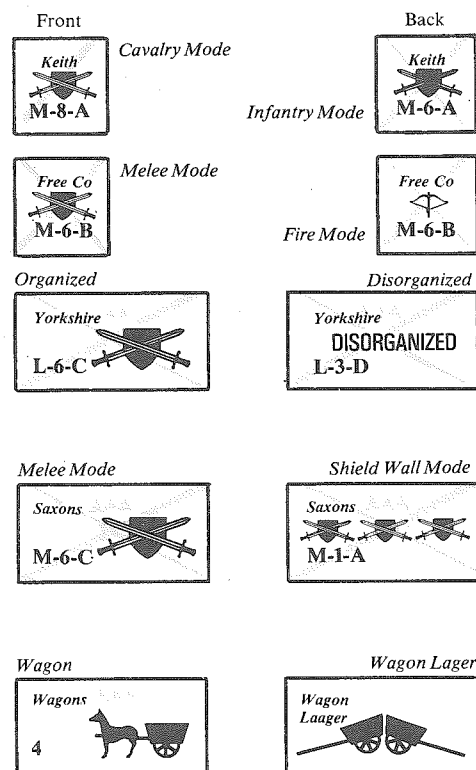 Front
Back
Keith
M-8-A
Cavalry Mode
Infantry Mode
Keith
M-6-A
Free Co
M-6-B
Melee Mode
Fire Mode
Free Co
M-6-B
Organized
Disorganized
Yorkshire
L-6-C
Yorkshire
DISORGANIZED
L-3-D
Melee Mode
Shield Wall Mode
Saxons
M-6-C
Saxons
M-1-A
Wagon
Wagon Lager
Wagons
4
Wagon
Laager